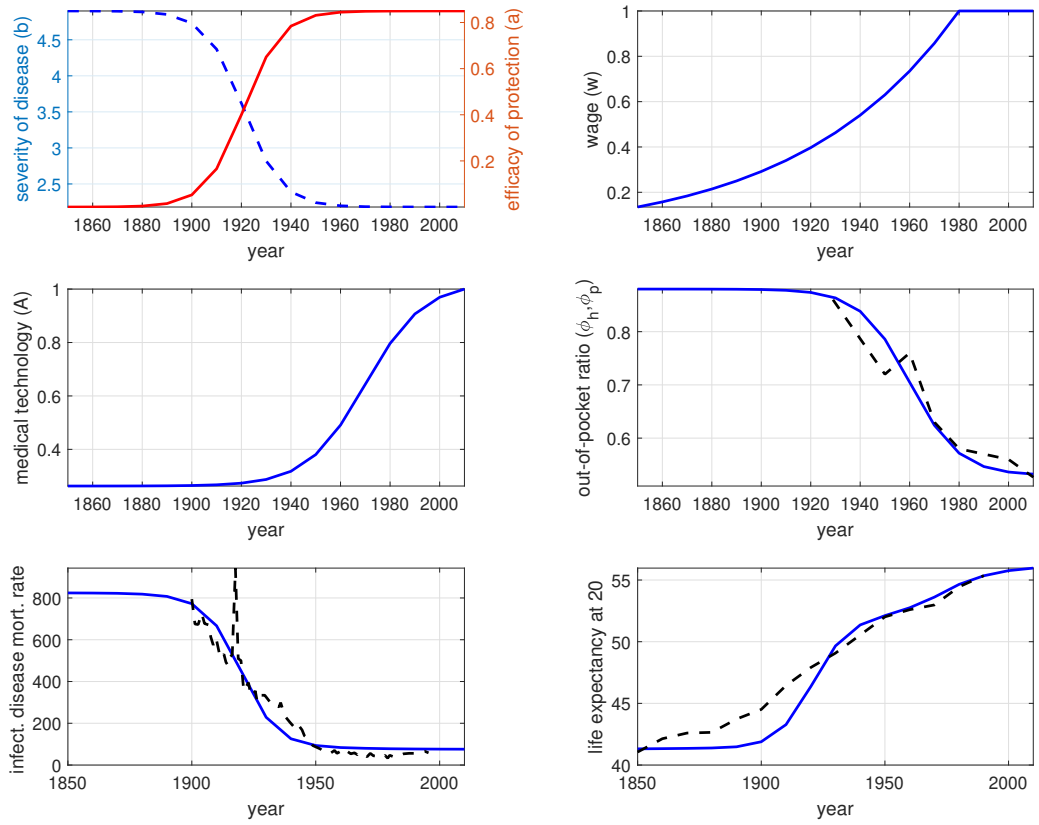 severity of disease (b)
4.5
4
3.5
3
2.5
0.8
0.6
0.4
0.2
efficacy of protection (a)
1860 1880 1900 1920 1940 1960 1980 2000
year
wage (w)
1
0.8
0.6
0.4
0.2
1860 1880 1900 1920 1940 1960 1980 2000
year
medical technology (A)
1
0.8
0.6
0.4
1860 1880 1900 1920 1940 1960 1980 2000
year
out-of-pocket ratio (ϕh,ϕp)
0.8
0.7
0.6
1860 1880 1900 1920 1940 1960 1980 2000
year
infect. disease mort. rate
800
600
400
200
0
1850 1900 1950 2000
year
life expectancy at 20
55
50
45
40
1850 1900 1950 2000
year